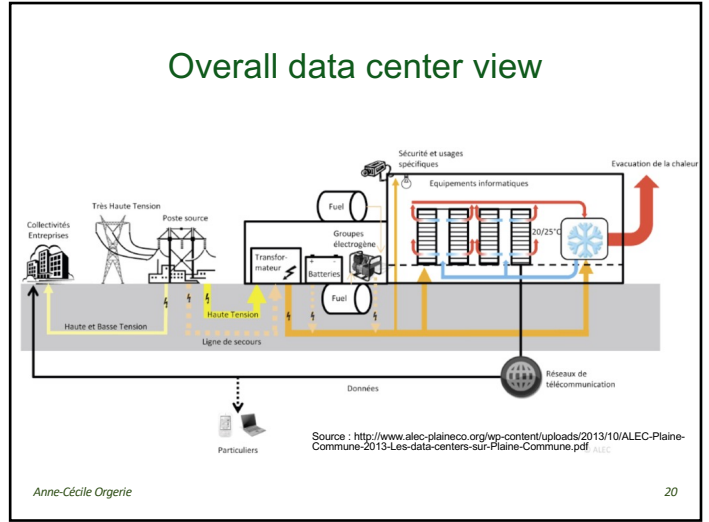 Overall data center view
Sécurité et usages
spécifiques
Evacuation de la chaleur
Equipements informatiques
Très Haute Tension
Poste source
Collectivités
Entreprises
Fuel
Groupes
électrogène
20/25°C
Transfor-
mateur
Batteries
Fuel
Haute Tension
Haute et Basse Tension
Ligne de secours
Données
Réseaux de
télécommunication
Particuliers
Source : http://www.alec-plaineco.org/wp-content/uploads/2013/10/ALEC-Plaine-
Commune-2013-Les-data-centers-sur-Plaine-Commune.pdf ALEC
Anne-Cécile Orgerie
20